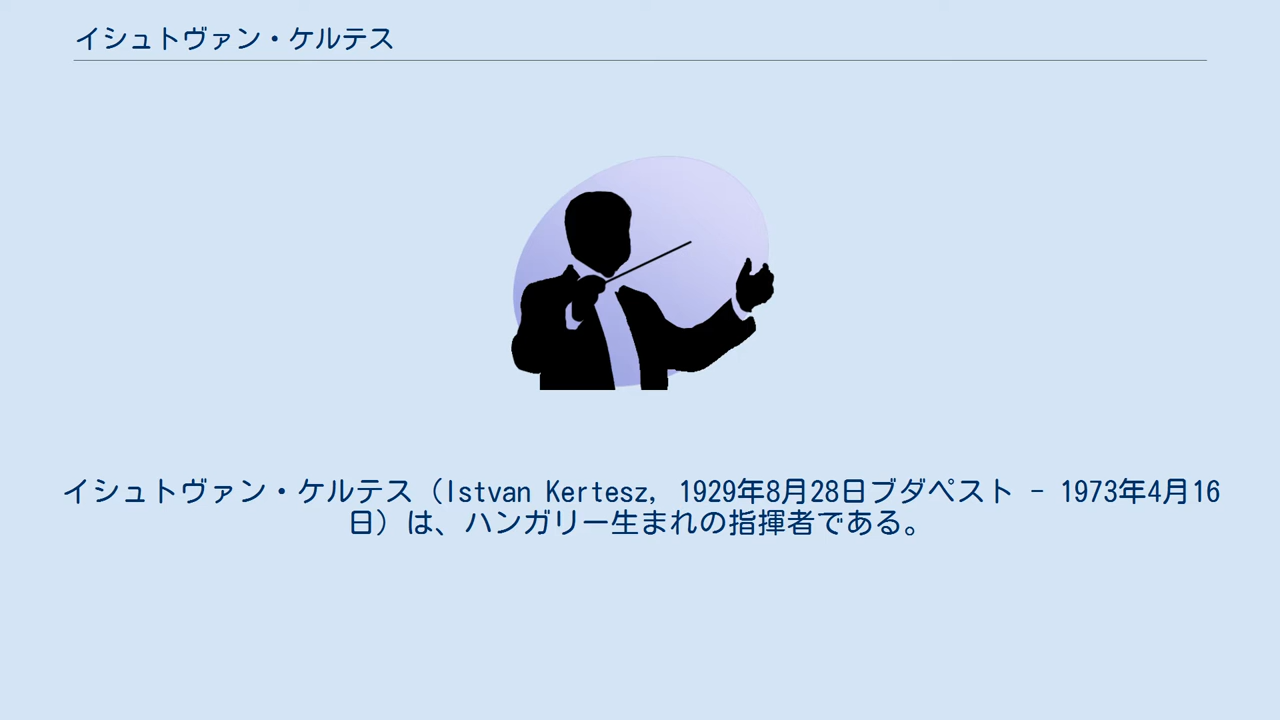 イシュトヴァン・ケルテス
イシュトヴァン・ケルテス（Istvan Kertesz, 1929年8月28日ブダペスト - 1973年4月16
日）は、ハンガリー生まれの指揮者である。